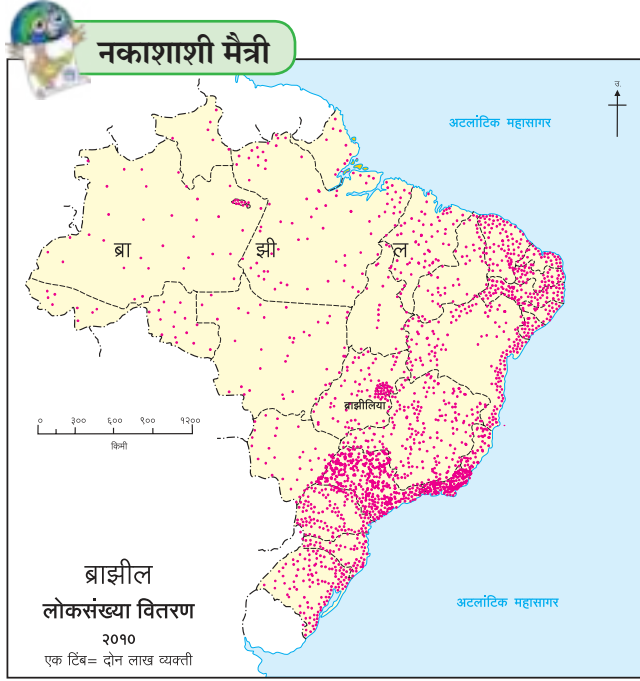 नकाशाशी मैत्री
उ.
अटलांटिक महासागर
ब्रा झी ल
ब्राझीलिया
० ३०० ६०० ९०० १२००
किमी
ब्राझील
लोकसंख्या वितरण
२०१०
एक टिंब= दोन लाख व्यक्ती
अटलांटिक महासागर